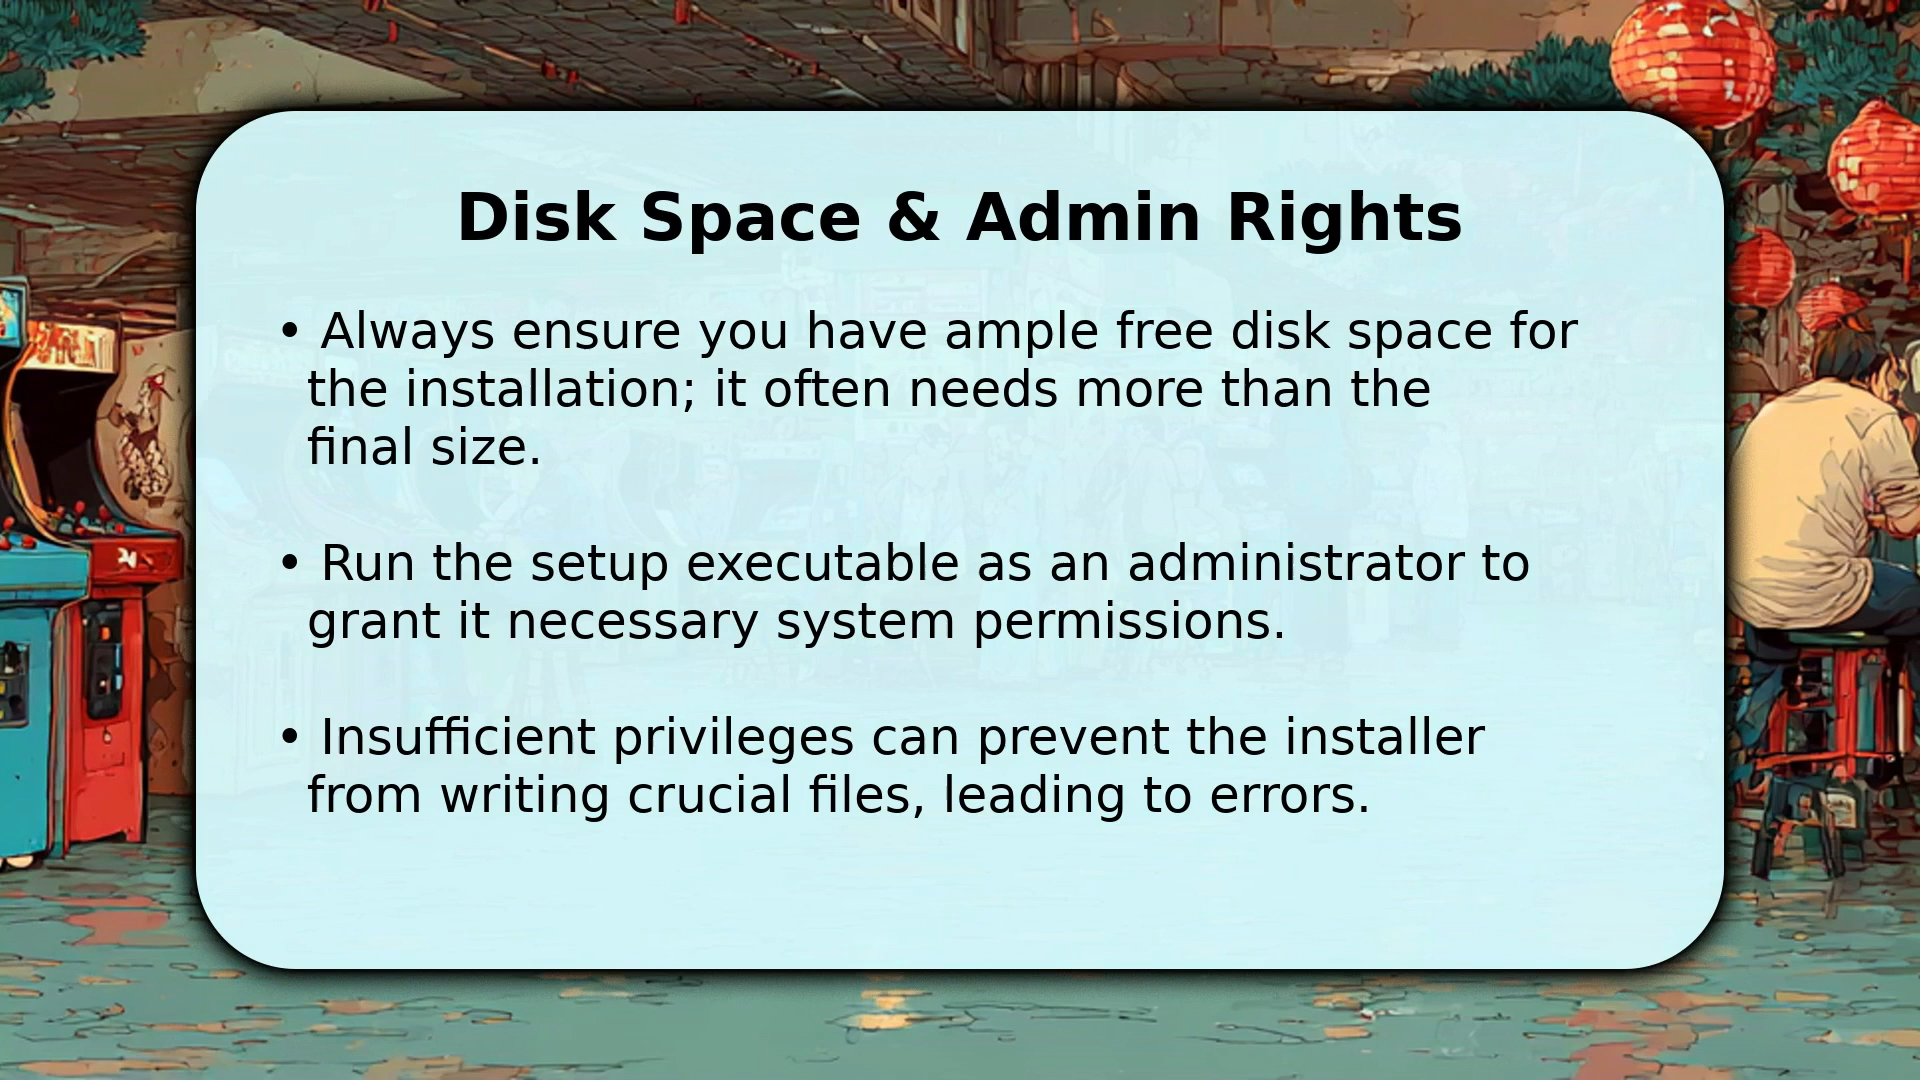 Disk Space & Admin Rights
• Always ensure you have ample free disk space for
the installation; it often needs more than the
final size.
• Run the setup executable as an administrator to
grant it necessary system permissions.
• Insufficient privileges can prevent the installer
from writing crucial files, leading to errors.